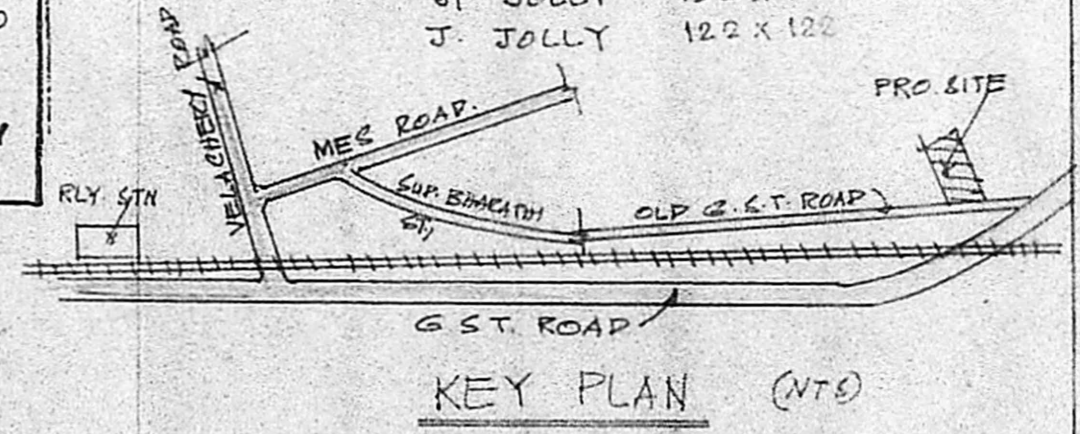 J. JOLLY 122 X 122
PRO. SITE
VELACHERY ROAD
MES ROAD.
RLY. STN
SUP. BHARATHI
ST,
OLD G.S.T. ROAD
G S T. ROAD
KEY PLAN (NTS)